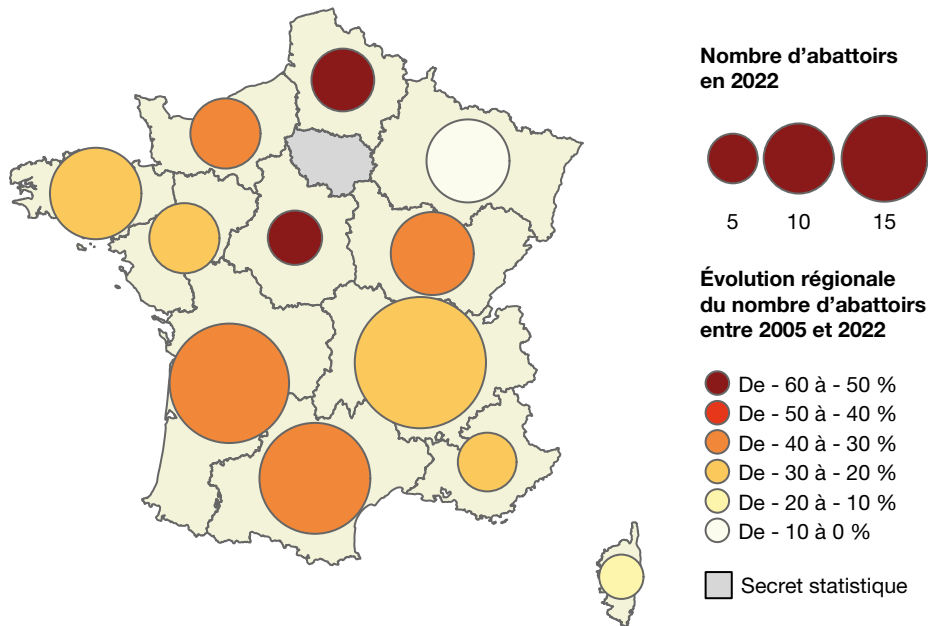 Nombre d’abattoirs
en 2022
5 10 15
Évolution régionale
du nombre d’abattoirs
entre 2005 et 2022
De - 60 à - 50 %
De - 50 à - 40 %
De - 40 à - 30 %
De - 30 à - 20 %
De - 20 à - 10 %
De - 10 à 0 %
Secret statistique